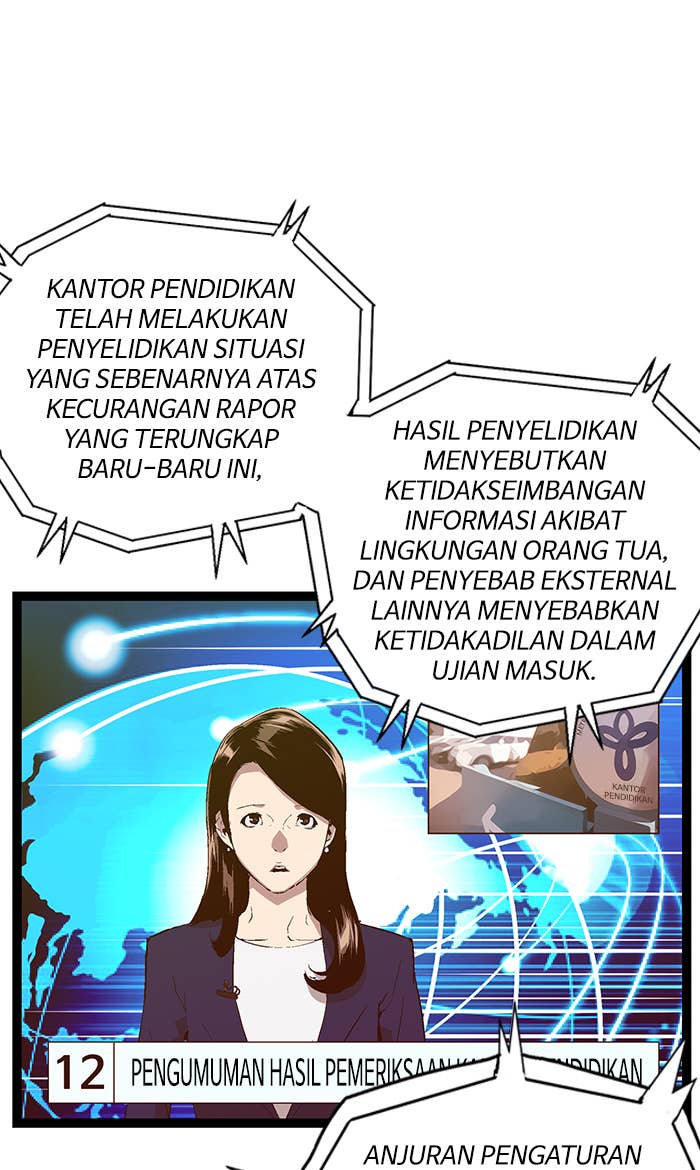 KANTOR PENDIDIKAN
TELAH MELAKUKAN
PENYELIDIKAN SITUASI
YANG SEBENARNYA ATAS
KECURANGAN RAPOR
YANG TERUNGKAP
BARU-BARU INI,
HASIL PENYELIDIKAN
MENYEBUTKAN
KETIDAKSEIMBANGAN
INFORMASI AKIBAT
LINGKUNGAN ORANG TUA,
DAN PENYEBAB EKSTERNAL
LAINNYA MENYEBABKAN
KETIDAKADILAN DALAM
UJIAN MASUK.
KANTOR
PENDIDIKAN
12 PENGUMUMAN HASIL PEMERIKSAAN
ANJURAN PENGATURAN